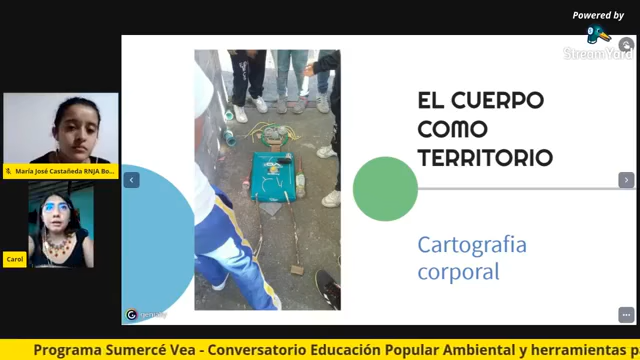 Powered by
StreamYard
EL CUERPO
COMO
TERRITORIO
María José Castañeda RNJA Bo...
Cartografia
corporal
Carol
genially
Programa Sumercé Vea - Conversatorio Educación Popular Ambiental y herramientas p